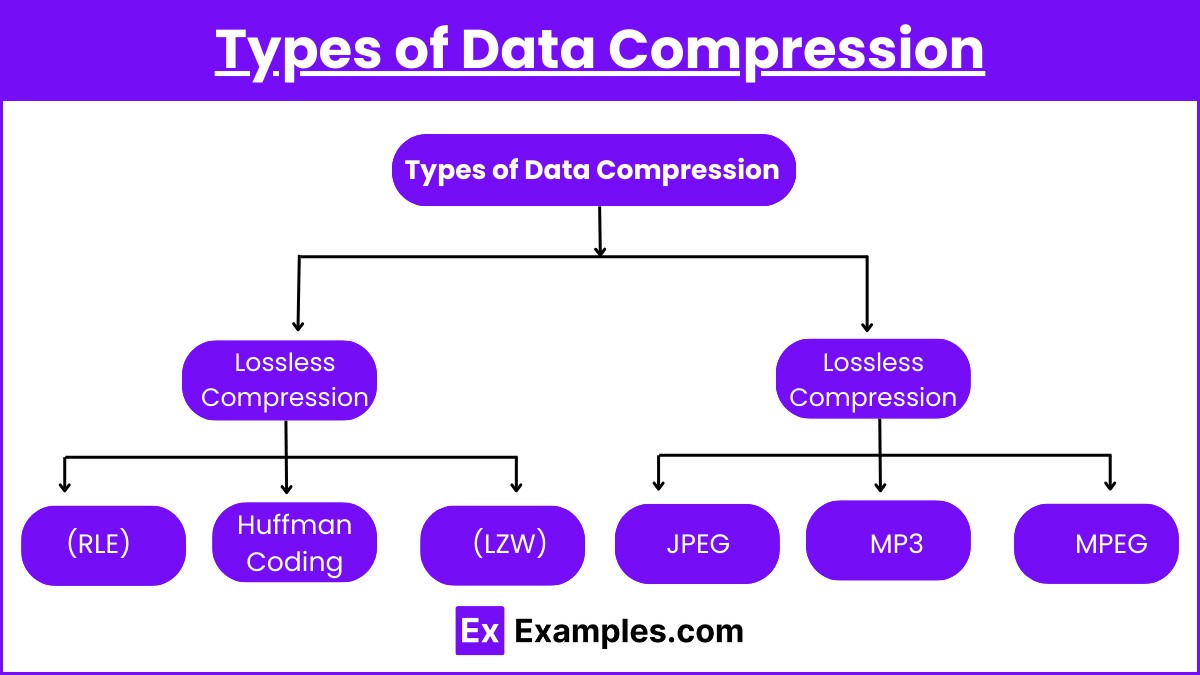 Types of Data Compression
Types of Data Compression
Lossless
Compression
Lossless
Compression
(RLE)
Huffman
Coding
(LZW)
JPEG
MP3
MPEG
Ex Examples.com